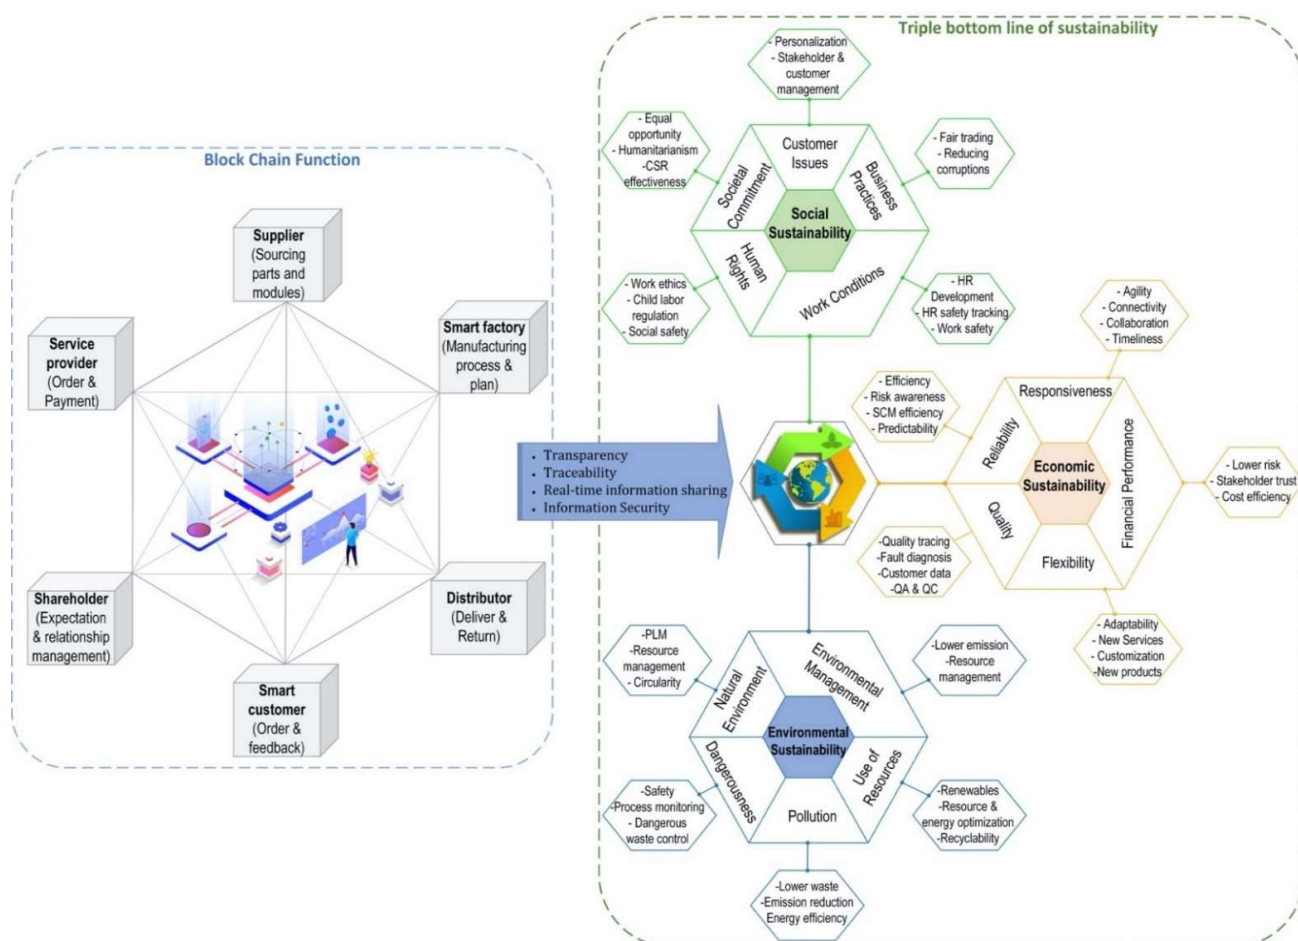 Triple bottom line of sustainability
Block Chain Function
Supplier
(Sourcing
parts and
modules)
Service
provider
(Order &
Payment)
Smart factory
(Manufacturing
process &
plan)
Shareholder
(Expectation
& relationship
management)
Distributor
(Deliver &
Return)
Smart
customer
(Order &
feedback)
• Transparency
• Traceability
• Real-time information sharing
• Information Security
- Personalization
- Stakeholder &
customer
management
- Equal
opportunity
- Humanitarianism
-CSR
effectiveness
- Fair trading
- Reducing
corruptions
Customer
Issues
Societal
Commitment
Business
Practices
Social
Sustainability
Human
Rights
Work Conditions
- Work ethics
- Child labor
regulation
- Social safety
- HR
Development
- HR safety tracking
- Work safety
- Agility
- Connectivity
- Collaboration
- Timeliness
- Efficiency
- Risk awareness
- SCM efficiency
- Predictability
Responsiveness
Reliability
Economic
Sustainability
Financial Performance
Quality
Flexibility
- Lower risk
- Stakeholder trust
- Cost efficiency
-Quality tracing
-Fault diagnosis
-Customer data
-QA & QC
- Adaptability
- New Services
- Customization
-New products
-PLM
-Resource
management
- Circularity
-Lower emission
-Resource
management
Natural
Environment
Environmental
Management
Environmental
Sustainability
Dangerousness
Use of
Resources
Pollution
-Safety
-Process monitoring
- Dangerous
waste control
-Renewables
-Resource &
energy optimization
-Recyclability
-Lower waste
-Emission reduction
Energy efficiency